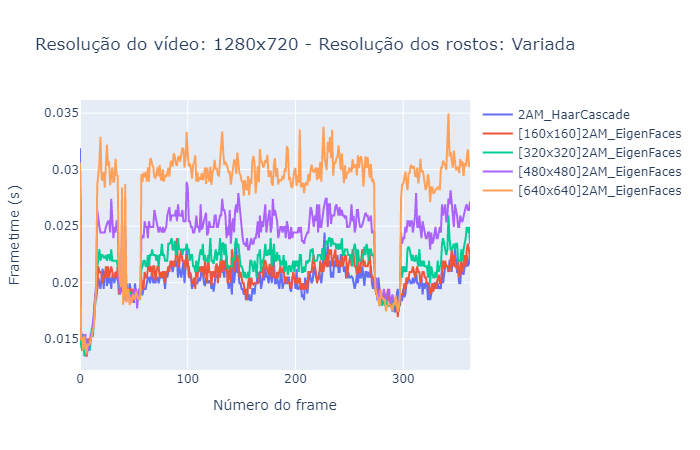 Resolução do vídeo: 1280x720 - Resolução dos rostos: Variada
0.035
0.03
0.025
0.02
0.015
Frametime (s)
0
100
200
300
Número do frame
2AM_HaarCascade
[160x160]2AM_EigenFaces
[320x320]2AM_EigenFaces
[480x480]2AM_EigenFaces
[640x640]2AM_EigenFaces